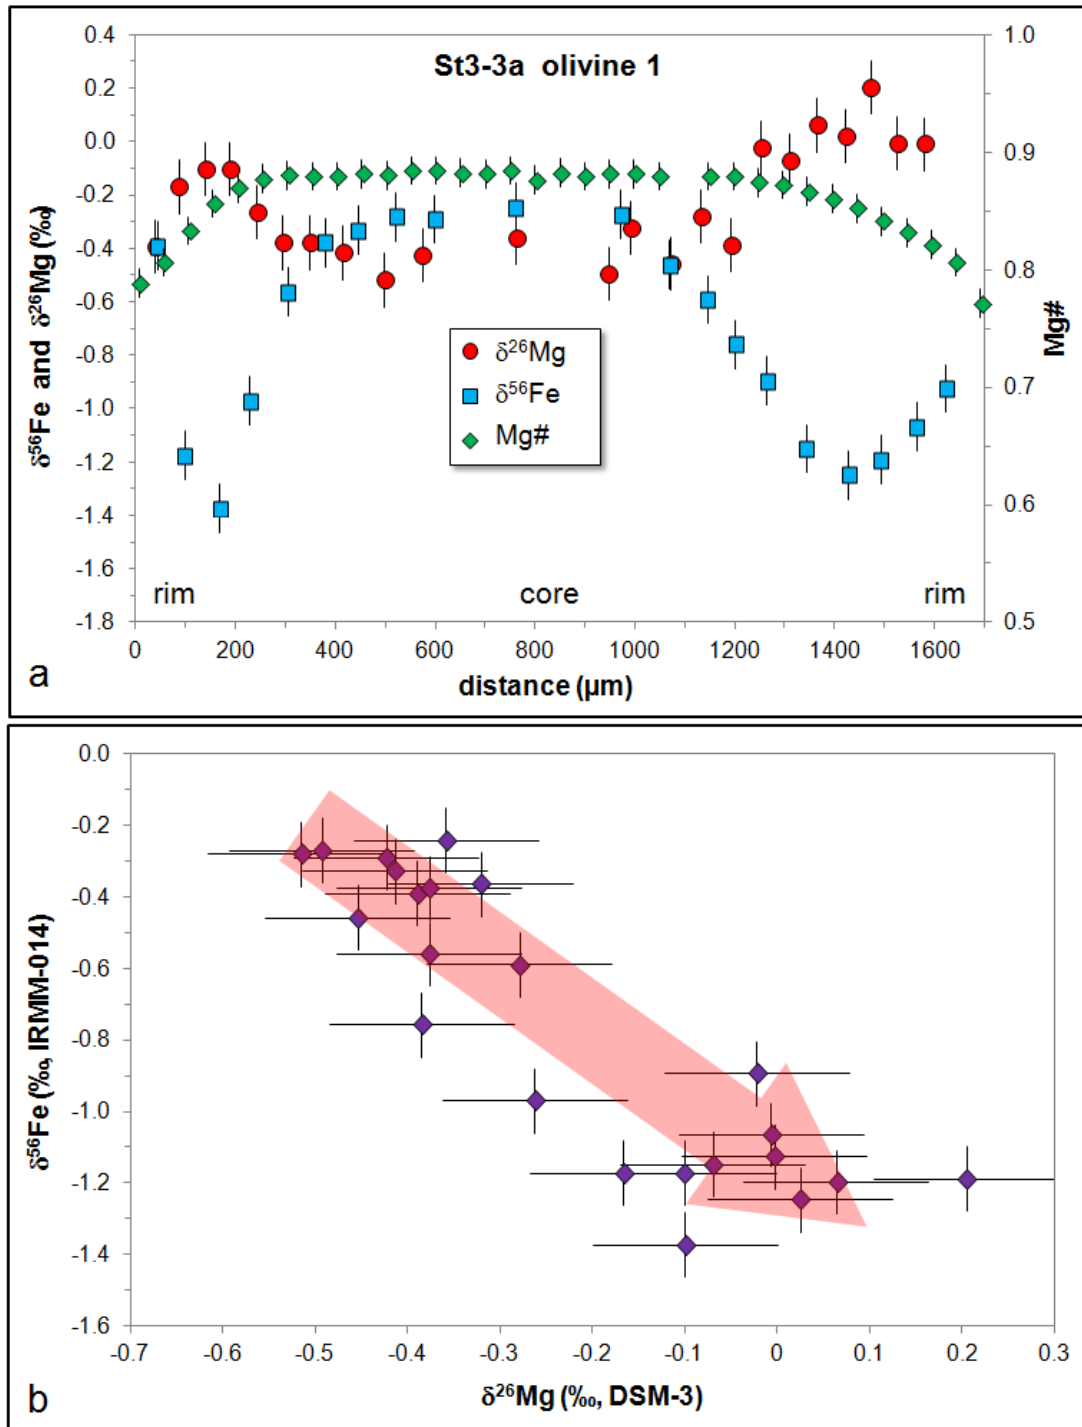 St3-3a olivine 1
0.4
0.2
0.0
-0.2
-0.4
-0.6
-0.8
-1.0
-1.2
-1.4
-1.6
-1.8
δ⁵⁶Fe and δ²⁶Mg (‰)
1.0
0.9
0.8
0.7
0.6
0.5
Mg#
δ²⁶Mg
δ⁵⁶Fe
Mg#
rim core rim
0 200 400 600 800 1000 1200 1400 1600
distance (µm)
a
0.0
-0.2
-0.4
-0.6
-0.8
-1.0
-1.2
-1.4
-1.6
δ⁵⁶Fe (‰, IRMM-014)
-0.7 -0.6 -0.5 -0.4 -0.3 -0.2 -0.1 0 0.1 0.2 0.3
δ²⁶Mg (‰, DSM-3)
b